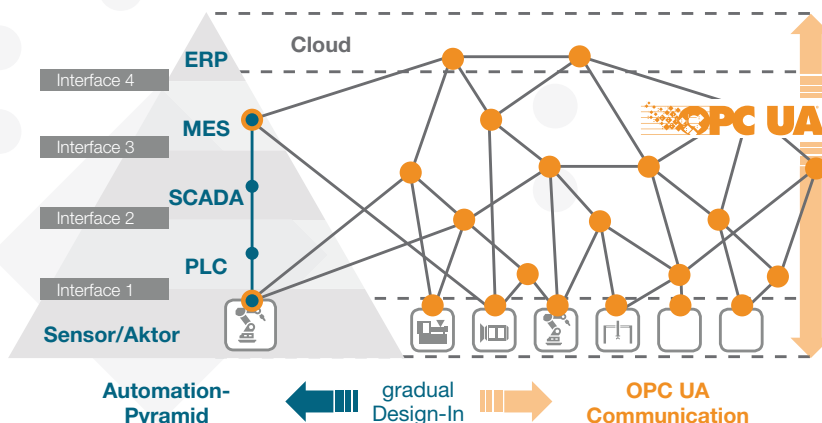 ERP
Cloud
Interface 4
MES
OPC UA
Interface 3
SCADA
Interface 2
PLC
Interface 1
Sensor/Aktor
Automation-
Pyramid
gradual
Design-In
OPC UA
Communication